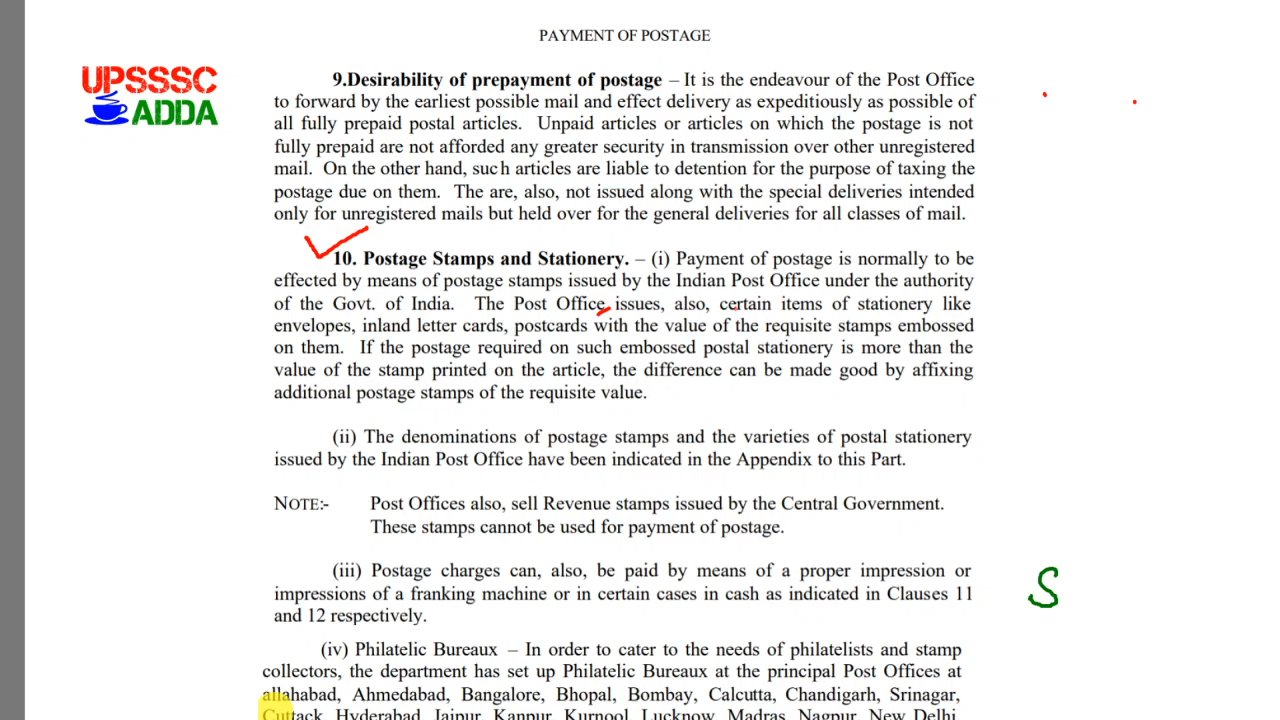 PAYMENT OF POSTAGE
UPSSSC
ADDA
9.Desirability of prepayment of postage – It is the endeavour of the Post Office
to forward by the earliest possible mail and effect delivery as expeditiously as possible of
all fully prepaid postal articles. Unpaid articles or articles on which the postage is not
fully prepaid are not afforded any greater security in transmission over other unregistered
mail. On the other hand, such articles are liable to detention for the purpose of taxing the
postage due on them. The are, also, not issued along with the special deliveries intended
only for unregistered mails but held over for the general deliveries for all classes of mail.
10. Postage Stamps and Stationery. – (i) Payment of postage is normally to be
effected by means of postage stamps issued by the Indian Post Office under the authority
of the Govt. of India. The Post Office issues, also, certain items of stationery like
envelopes, inland letter cards, postcards with the value of the requisite stamps embossed
on them. If the postage required on such embossed postal stationery is more than the
value of the stamp printed on the article, the difference can be made good by affixing
additional postage stamps of the requisite value.
(ii) The denominations of postage stamps and the varieties of postal stationery
issued by the Indian Post Office have been indicated in the Appendix to this Part.
NOTE:- Post Offices also, sell Revenue stamps issued by the Central Government.
These stamps cannot be used for payment of postage.
(iii) Postage charges can, also, be paid by means of a proper impression or
impressions of a franking machine or in certain cases in cash as indicated in Clauses 11
and 12 respectively.
S
(iv) Philatelic Bureaux – In order to cater to the needs of philatelists and stamp
collectors, the department has set up Philatelic Bureaux at the principal Post Offices at
allahabad, Ahmedabad, Bangalore, Bhopal, Bombay, Calcutta, Chandigarh, Srinagar,
Cuttack, Hyderabad, Jaipur, Kanpur, Kurnool, Lucknow, Madras, Nagpur, New Delhi,